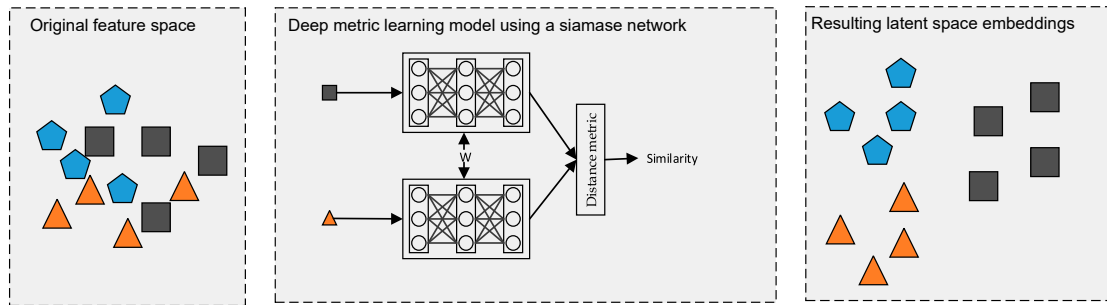 Original feature space
Deep metric learning model using a siamase network
W
Distance metric
Similarity
Resulting latent space embeddings